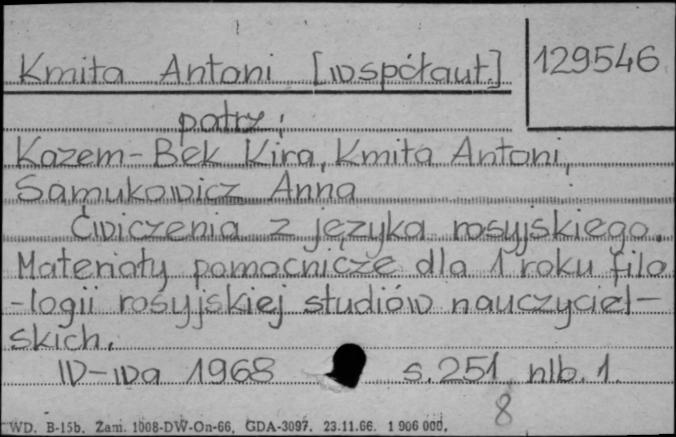 Kmita Antoni [współaut.] 129546
patrz:
Kazem-Bek Kira, Kmita Antoni,
Samukowicz Anna
Ćwiczenia z języka rosyjskiego.
Materiały pomocnicze dla 1 roku filo
-logii rosyjskiej studiów nauczyciel-
skich.
W-wa 1968 s. 251 nlb. 1.
8
WD. B-15b. Zam. 1008-DW-On-66, GDA-3097. 23.11.66. 1 906 000.